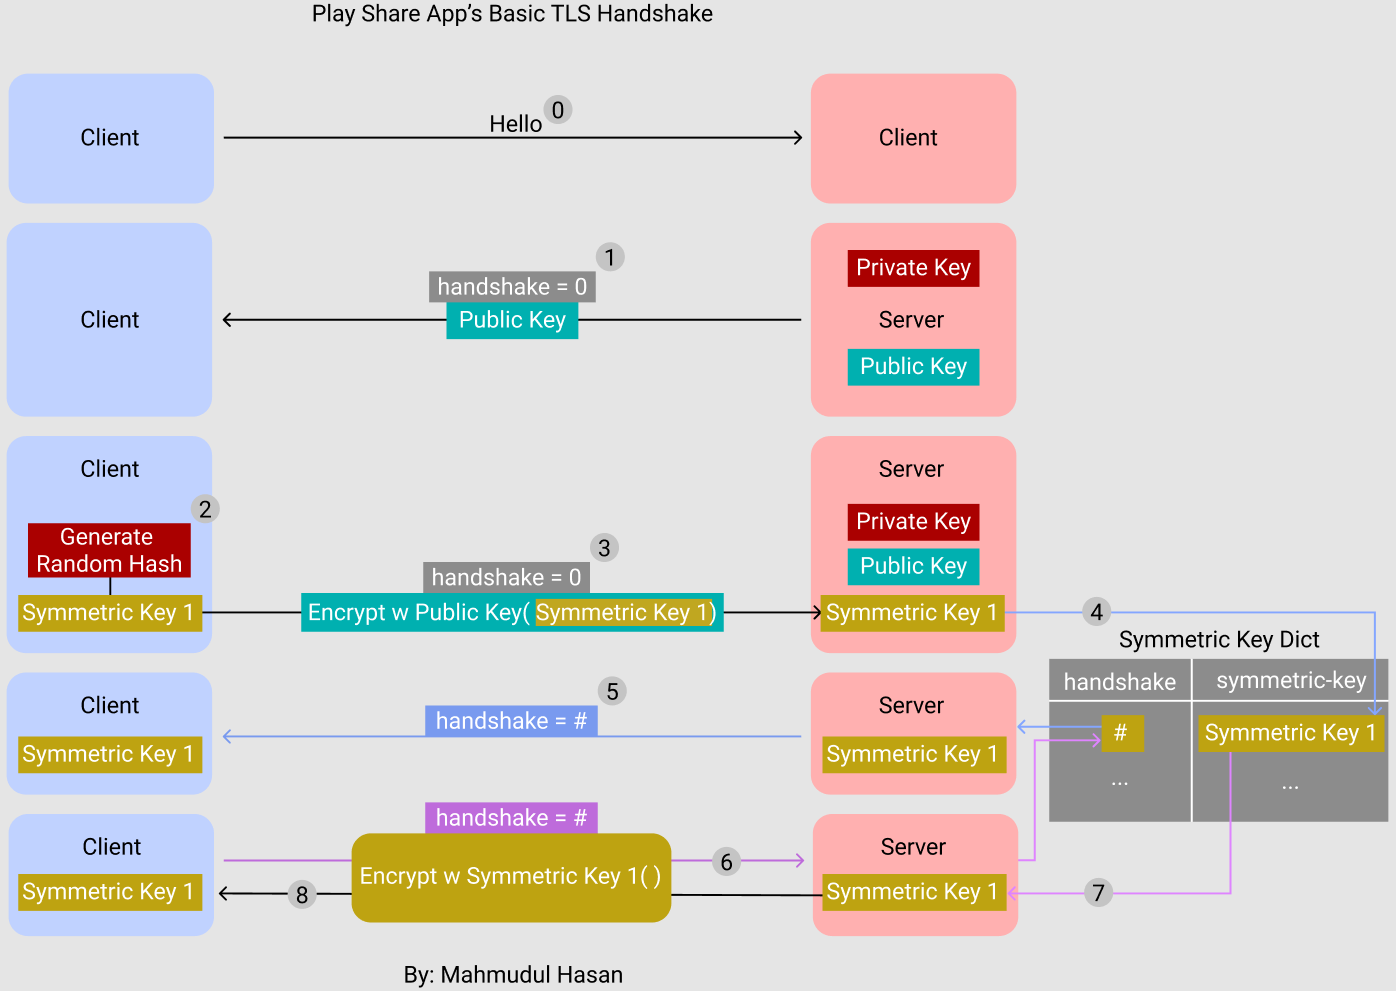 Play Share App's Basic TLS Handshake
Client
Hello
0
Client
1
handshake = 0
Public Key
Client
Private Key
Server
Public Key
Client
2
Generate
Random Hash
Symmetric Key 1
3
handshake = 0
Encrypt w Public Key( Symmetric Key 1)
Server
Private Key
Public Key
Symmetric Key 1
4
Symmetric Key Dict
handshake
symmetric-key
#
Symmetric Key 1
...
...
Client
Symmetric Key 1
5
handshake = #
Server
Symmetric Key 1
Client
Symmetric Key 1
handshake = #
Encrypt w Symmetric Key 1( )
6
8
Server
Symmetric Key 1
7
By: Mahmudul Hasan